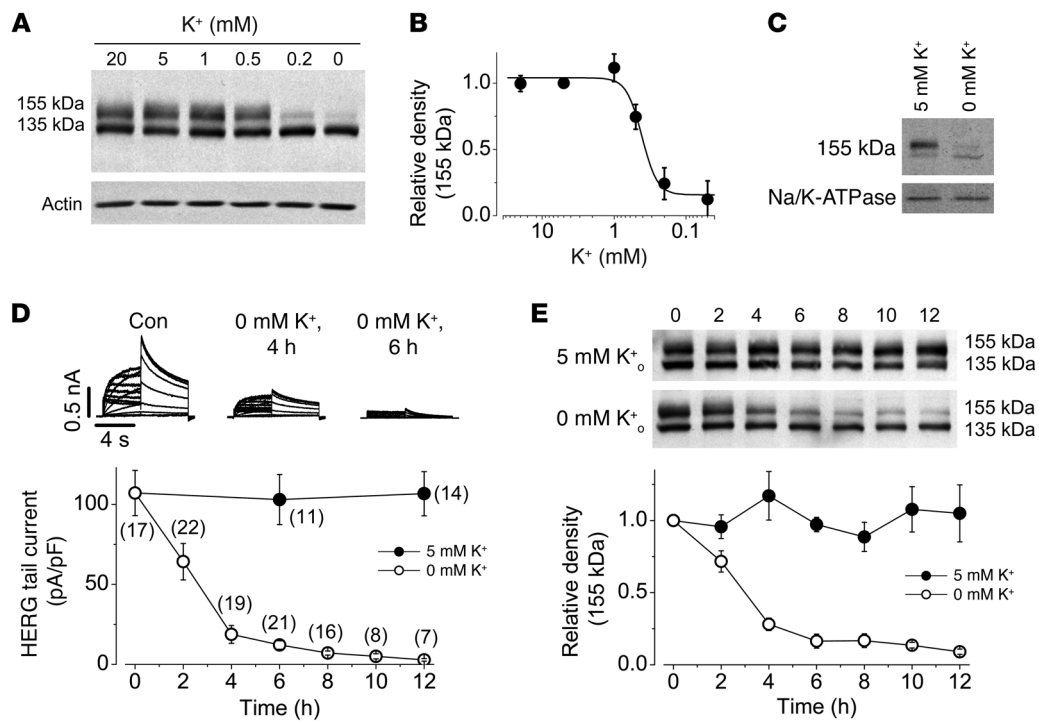 A
K⁺ (mM)
20 5 1 0.5 0.2 0
155 kDa
135 kDa
Actin
B
Relative density
(155 kDa)
1.0
0.5
0.0
10 1 0.1
K⁺ (mM)
C
5 mM K⁺
0 mM K⁺
155 kDa
Na/K-ATPase
D
Con
0 mM K⁺,
4 h
0 mM K⁺,
6 h
0.5 nA
4 s
HERG tail current
(pA/pF)
100
50
0
(17)
(22)
(19)
(21)
(16)
(8)
(7)
(11)
(14)
5 mM K⁺
0 mM K⁺
0 2 4 6 8 10 12
Time (h)
E
0 2 4 6 8 10 12
5 mM K⁺o
155 kDa
135 kDa
0 mM K⁺o
155 kDa
135 kDa
Relative density
(155 kDa)
1.0
0.5
0.0
5 mM K⁺
0 mM K⁺
0 2 4 6 8 10 12
Time (h)